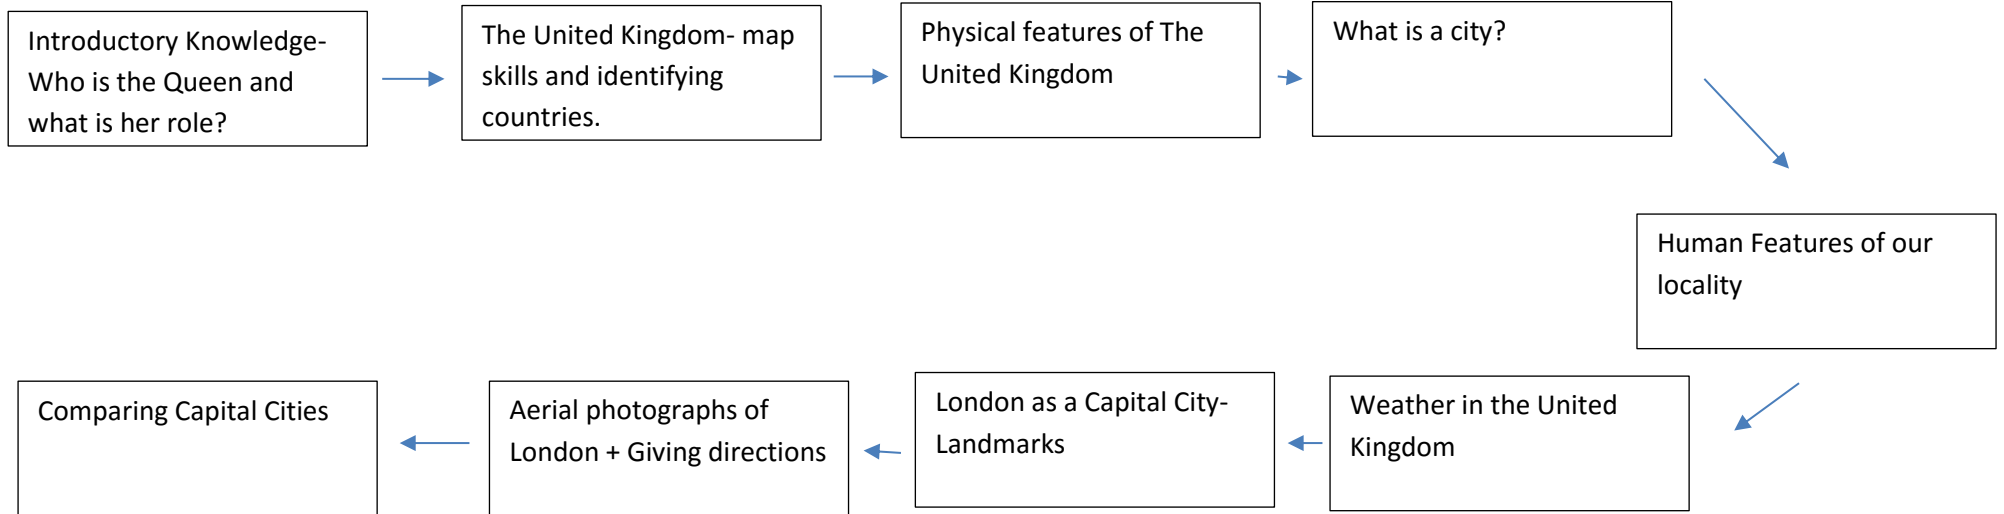 Introductory Knowledge-
Who is the Queen and
what is her role?
The United Kingdom- map
skills and identifying
countries.
Physical features of The
United Kingdom
What is a city?
Human Features of our
locality
Weather in the United
Kingdom
London as a Capital City-
Landmarks
Aerial photographs of
London + Giving directions
Comparing Capital Cities